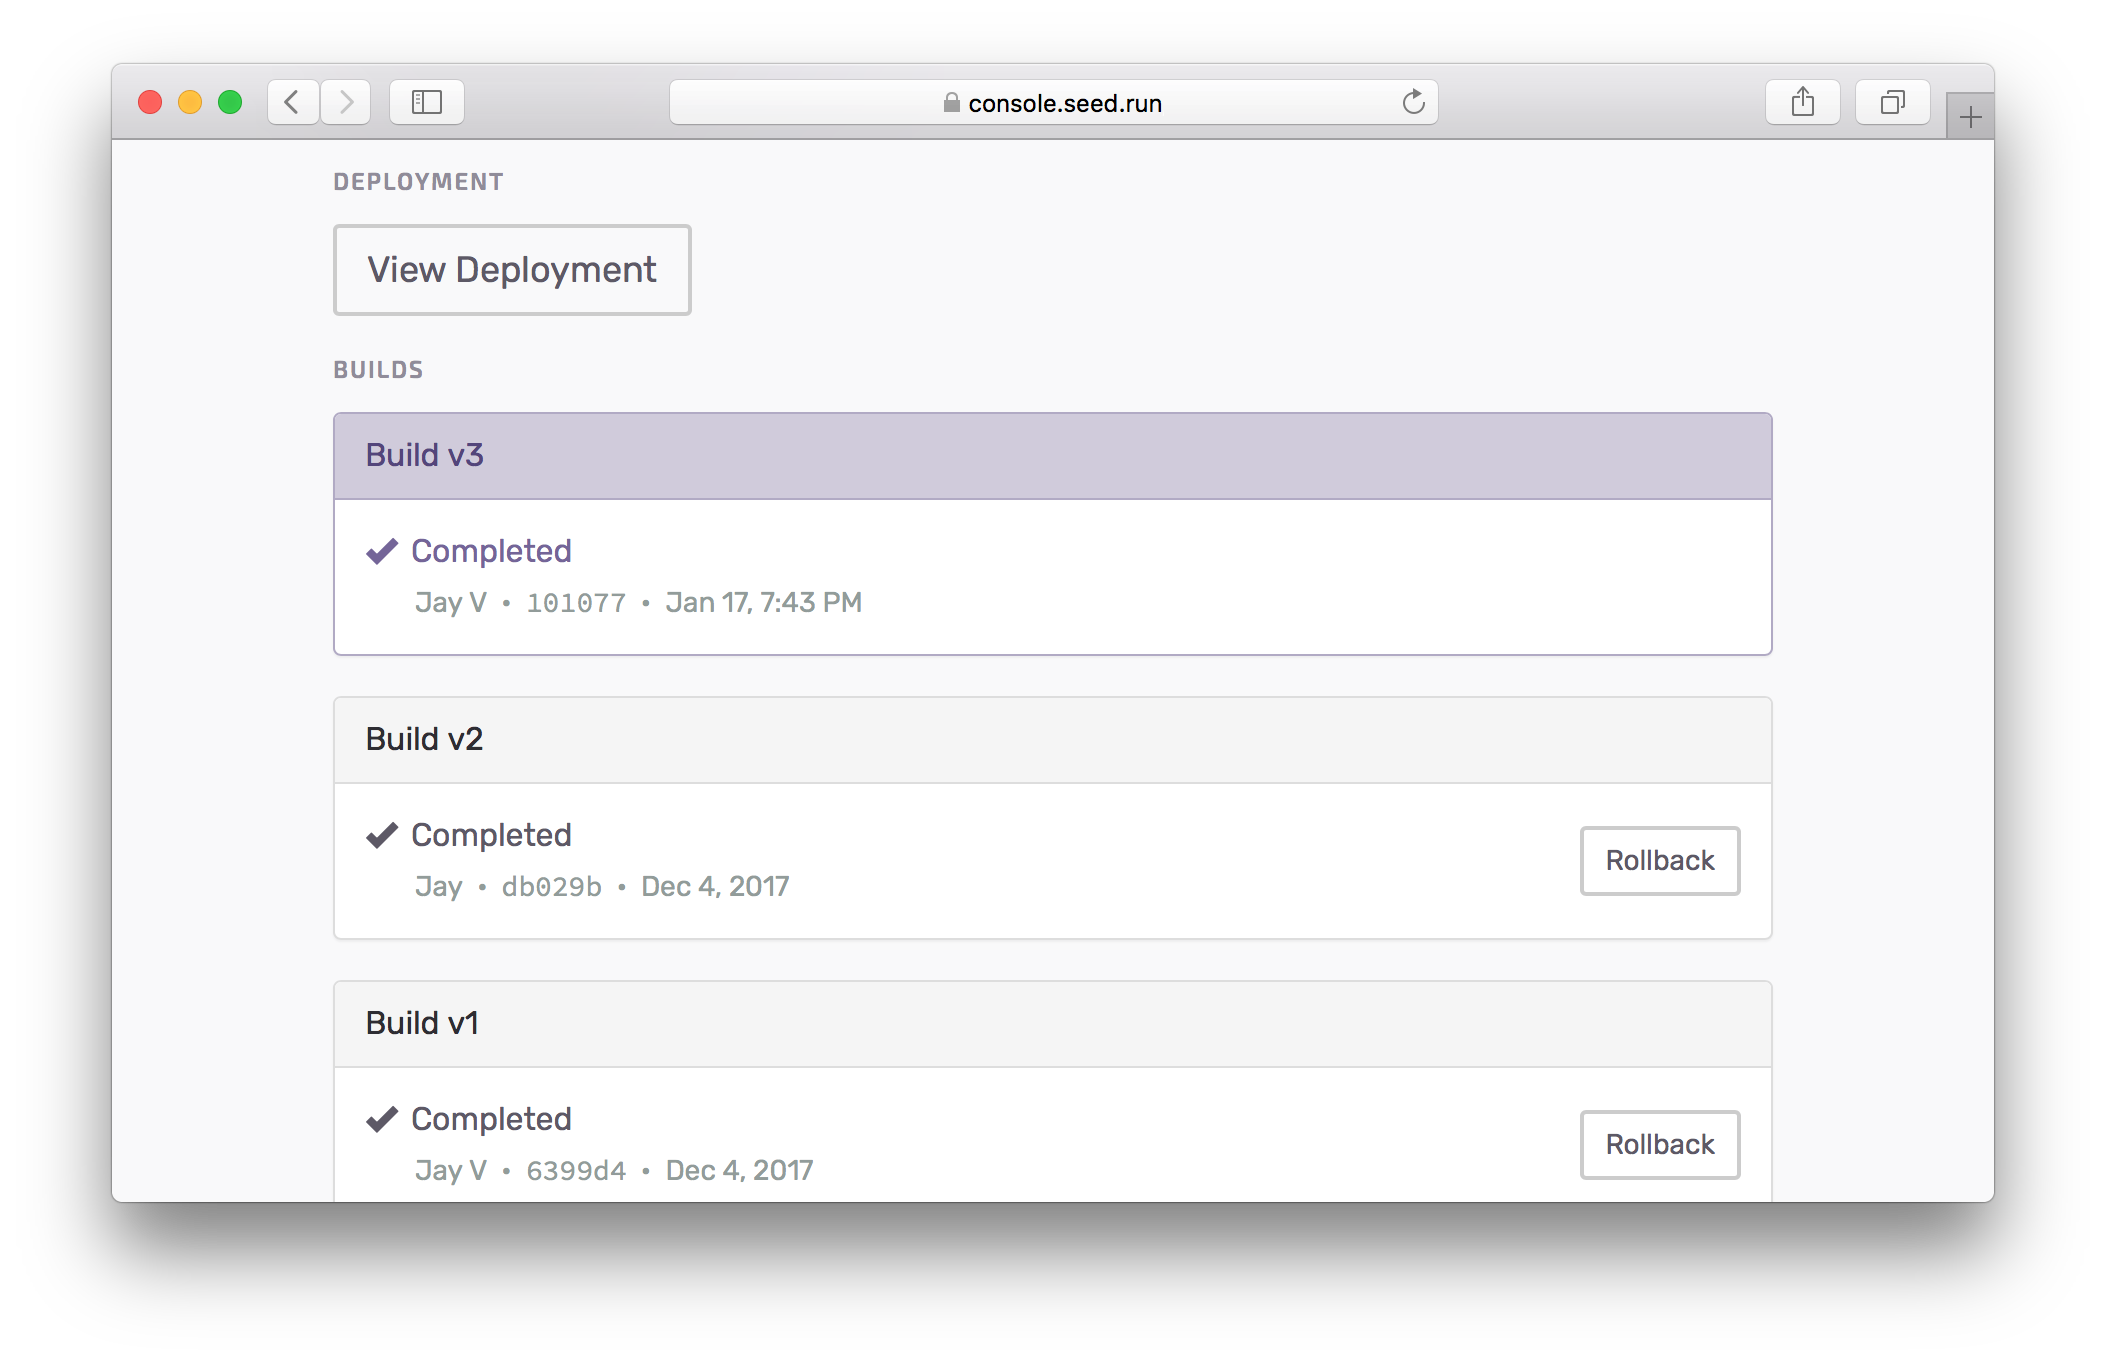 console.seed.run
DEPLOYMENT
View Deployment
BUILDS
Build v3
Completed
Jay V • 101077 • Jan 17, 7:43 PM
Build v2
Completed
Jay • db029b • Dec 4, 2017
Rollback
Build v1
Completed
Jay V • 6399d4 • Dec 4, 2017
Rollback